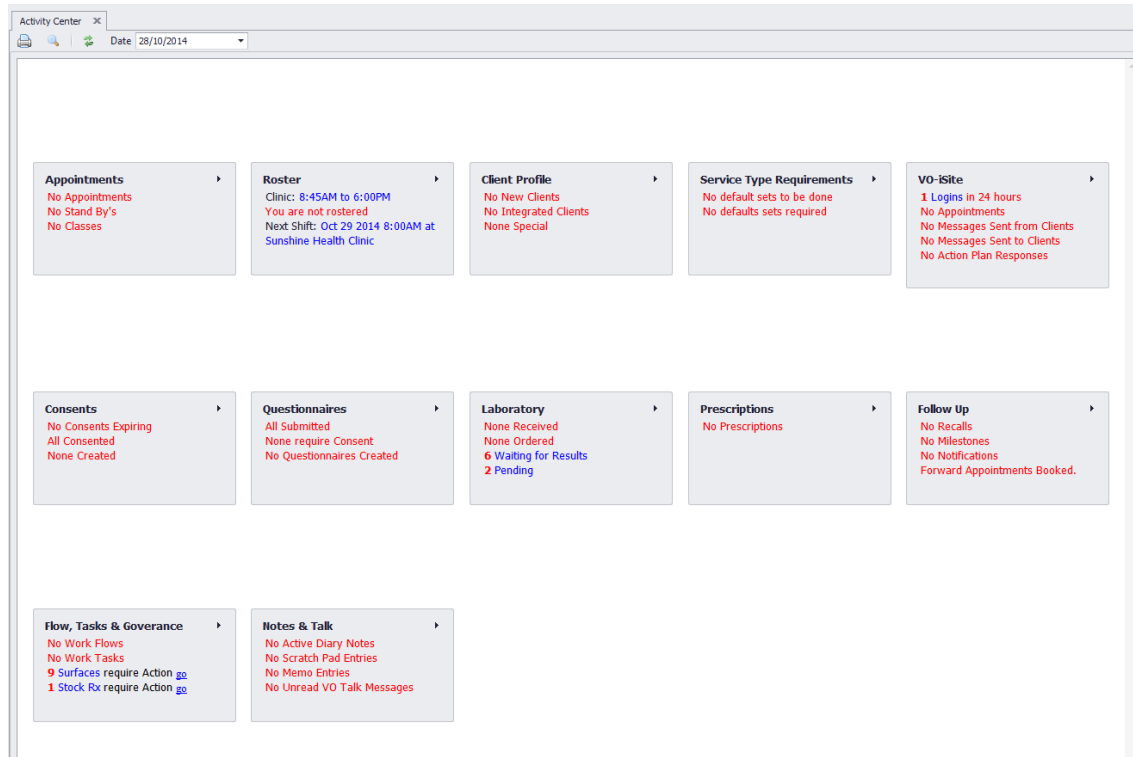 Activity Center
Date 28/10/2014
Appointments
No Appointments
No Stand By's
No Classes
Roster
Clinic: 8:45AM to 6:00PM
You are not rostered
Next Shift: Oct 29 2014 8:00AM at
Sunshine Health Clinic
Client Profile
No New Clients
No Integrated Clients
None Special
Service Type Requirements
No default sets to be done
No defaults sets required
VO-iSite
1 Logins in 24 hours
No Appointments
No Messages Sent from Clients
No Messages Sent to Clients
No Action Plan Responses
Consents
No Consents Expiring
All Consented
None Created
Questionnaires
All Submitted
None require Consent
No Questionnaires Created
Laboratory
None Received
None Ordered
6 Waiting for Results
2 Pending
Prescriptions
No Prescriptions
Follow Up
No Recalls
No Milestones
No Notifications
Forward Appointments Booked.
Flow, Tasks & Goverance
No Work Flows
No Work Tasks
9 Surfaces require Action go
1 Stock Rx require Action go
Notes & Talk
No Active Diary Notes
No Scratch Pad Entries
No Memo Entries
No Unread VO Talk Messages